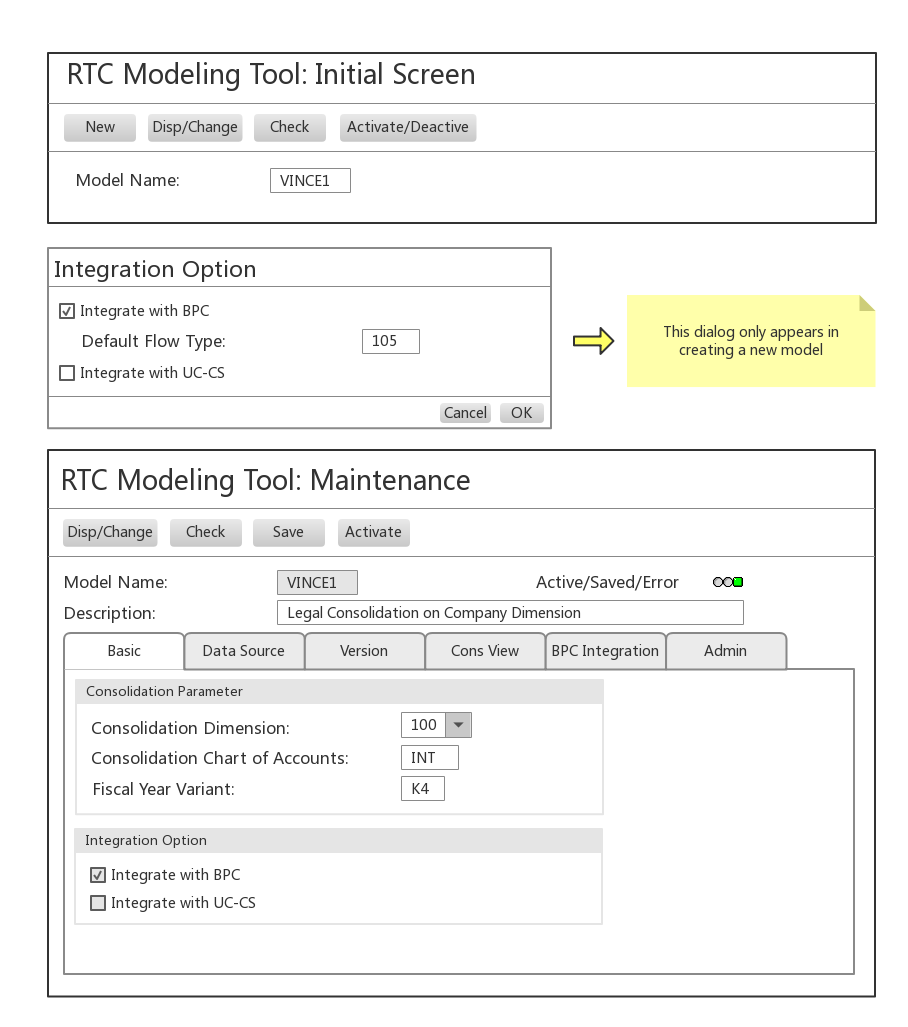 RTC Modeling Tool: Initial Screen
New Disp/Change Check Activate/Deactive
Model Name: VINCE1
Integration Option
Integrate with BPC
Default Flow Type: 105
Integrate with UC-CS
Cancel OK
This dialog only appears in
creating a new model
RTC Modeling Tool: Maintenance
Disp/Change Check Save Activate
Model Name: VINCE1 Active/Saved/Error
Description: Legal Consolidation on Company Dimension
Basic Data Source Version Cons View BPC Integration Admin
Consolidation Parameter
Consolidation Dimension: 100
Consolidation Chart of Accounts: INT
Fiscal Year Variant: K4
Integration Option
Integrate with BPC
Integrate with UC-CS